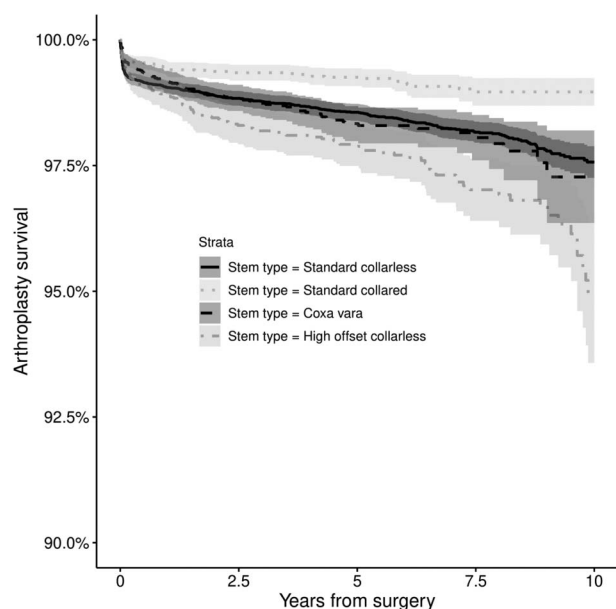 100.0%
97.5%
95.0%
92.5%
90.0%
Arthroplasty survival
Strata
Stem type = Standard collarless
Stem type = Standard collared
Stem type = Coxa vara
Stem type = High offset collarless
0 2.5 5 7.5 10
Years from surgery